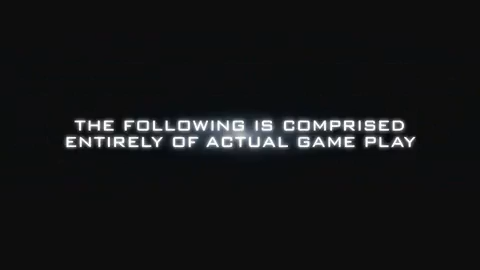 THE FOLLOWING IS COMPRISED
ENTIRELY OF ACTUAL GAME PLAY